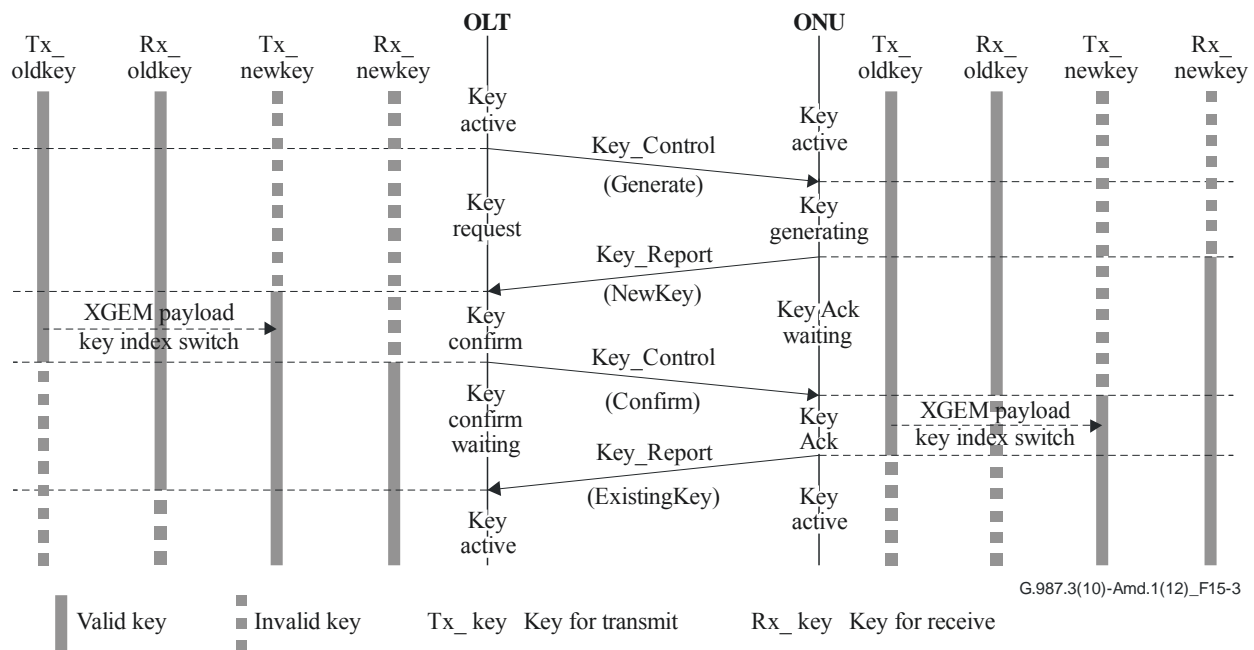 OLT
ONU
Tx_
oldkey
Rx_
oldkey
Tx_
newkey
Rx_
newkey
Tx_
oldkey
Rx_
oldkey
Tx_
newkey
Rx_
newkey
Key
active
Key_Control
(Generate)
Key
active
Key
request
Key
generating
Key_Report
(NewKey)
XGEM payload
key index switch
Key
confirm
Key Ack
waiting
Key_Control
(Confirm)
Key
confirm
waiting
Key
Ack
XGEM payload
key index switch
Key_Report
(ExistingKey)
Key
active
Key
active
G.987.3(10)-Amd.1(12)_F15-3
Valid key
Invalid key
Tx_ key Key for transmit
Rx_ key Key for receive